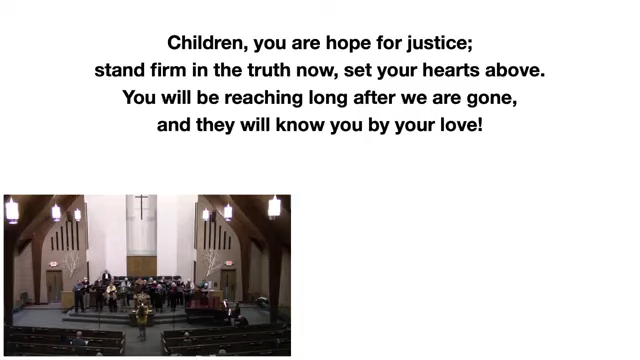 Children, you are hope for justice;
stand firm in the truth now, set your hearts above.
You will be reaching long after we are gone,
and they will know you by your love!